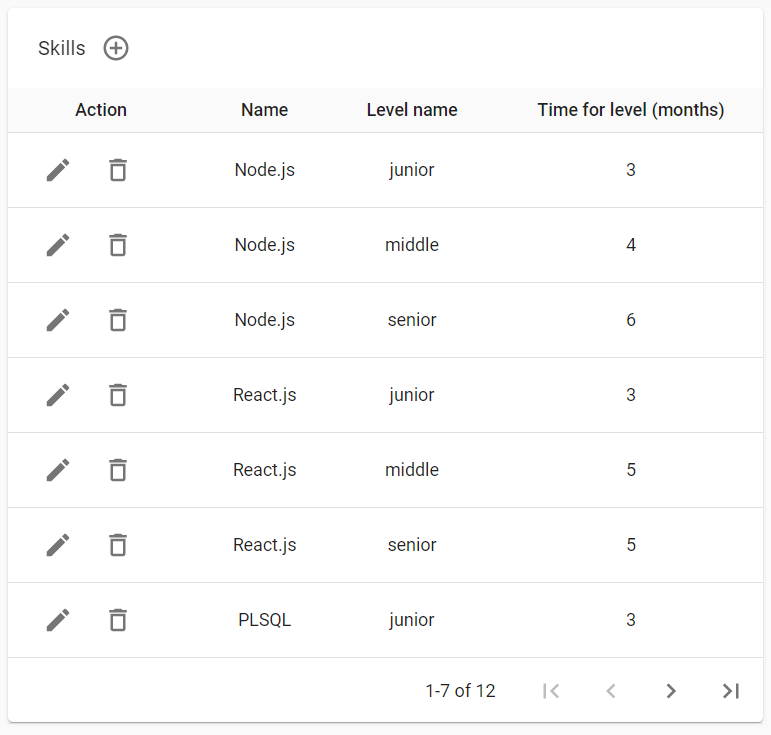 Skills
Action Name Level name Time for level (months)
Node.js junior 3
Node.js middle 4
Node.js senior 6
React.js junior 3
React.js middle 5
React.js senior 5
PLSQL junior 3
1-7 of 12